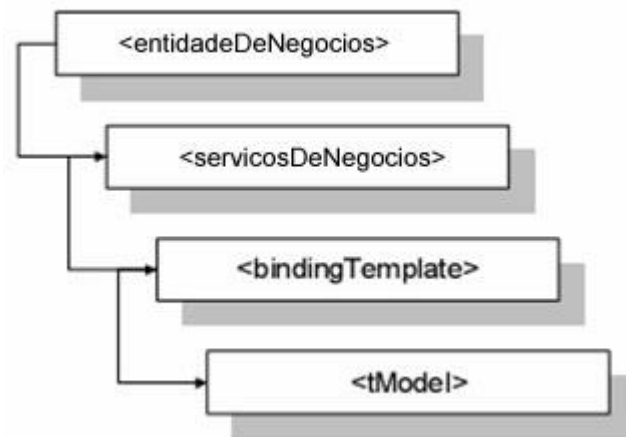 <entidadeDeNegocios>
<servicosDeNegocios>
<bindingTemplate>
<tModel>